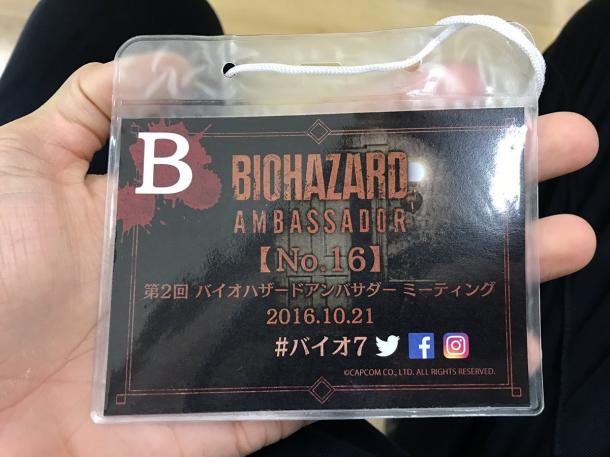 B
BIOHAZARD
AMBASSADOR
【No.16】
第2回 バイオハザードアンバサダー ミーティング
2016.10.21
#バイオ7
©CAPCOM CO., LTD. ALL RIGHTS RESERVED.